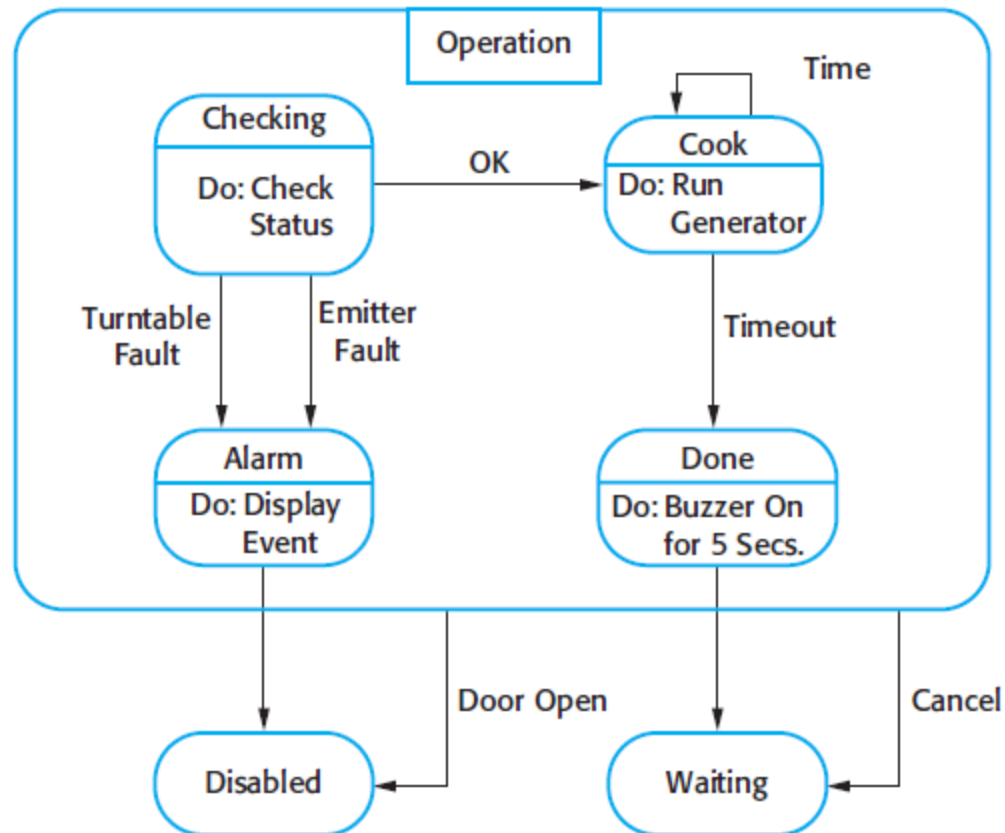 Operation
Time
Checking
Do: Check
Status
OK
Cook
Do: Run
Generator
Turntable
Fault
Emitter
Fault
Timeout
Alarm
Do: Display
Event
Done
Do: Buzzer On
for 5 Secs.
Door Open
Cancel
Disabled
Waiting